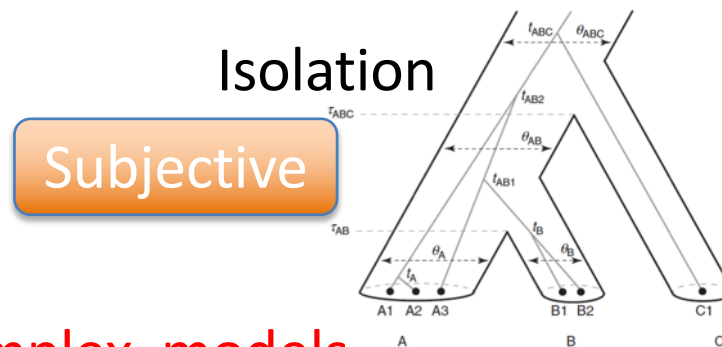 Isolation
Subjective
t_ABC θ_ABC
t_AB2
τ_ABC
θ_AB
t_AB1
τ_AB
t_B
θ_A θ_B
t_A
A1 A2 A3 B1 B2 C1
A B C
models